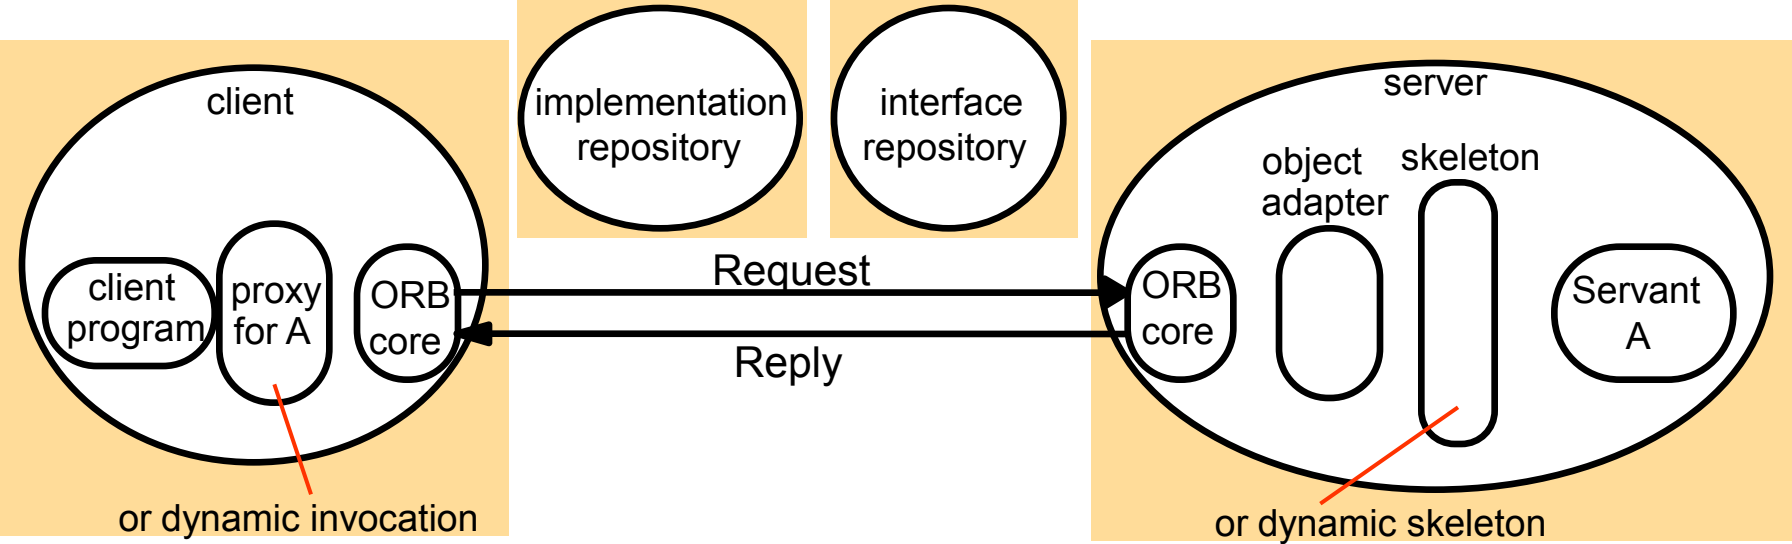 client
implementation
repository
interface
repository
server
object
adapter
skeleton
client
program
proxy
for A
ORB
core
Request
Reply
ORB
core
Servant
A
or dynamic invocation
or dynamic skeleton